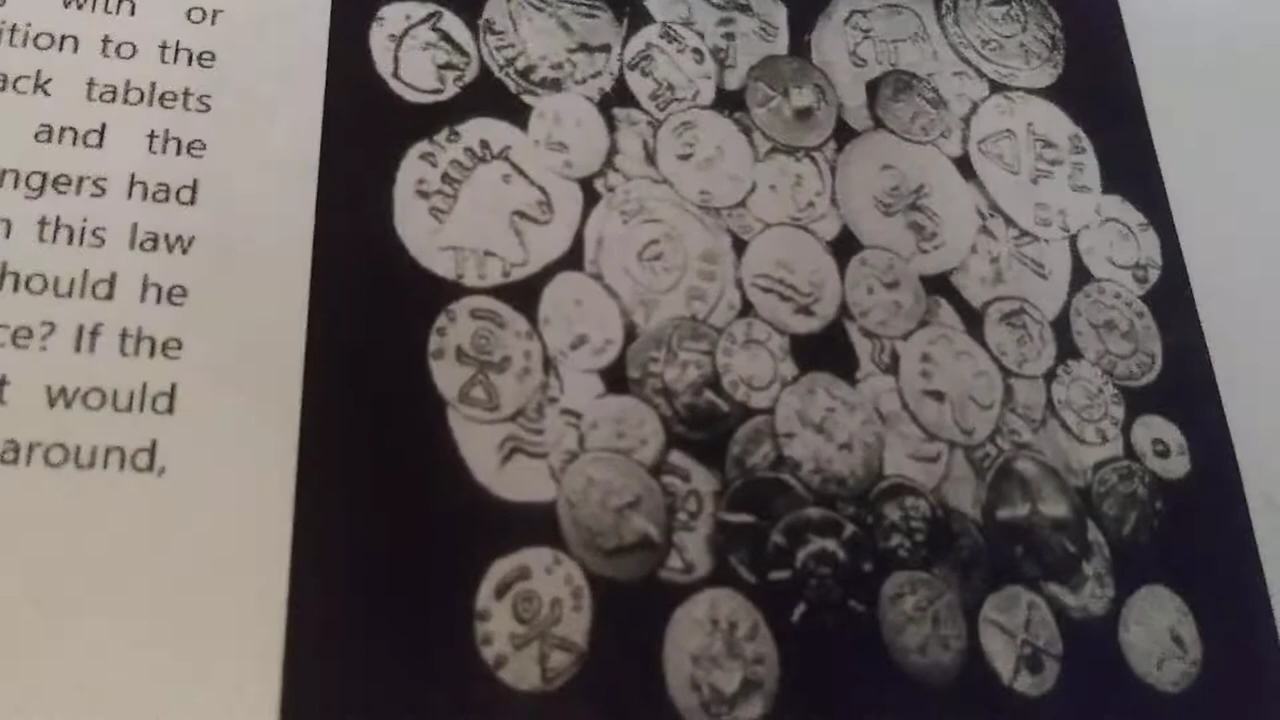 with or
ition to the
ack tablets
and the
ngers had
n this law
hould he
ce? If the
t would
around,